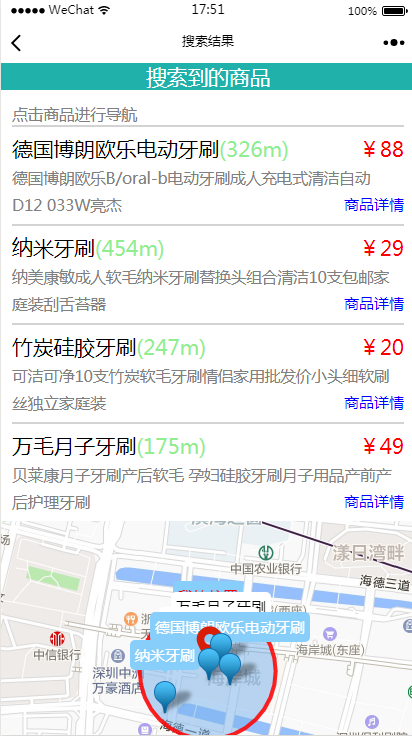 WeChat
17:51
100%
搜索结果
搜索到的商品
点击商品进行导航
德国博朗欧乐电动牙刷(326m) ￥88
德国博朗欧乐B/oral-b电动牙刷成人充电式清洁自动
D12 033W亮杰 商品详情
纳米牙刷(454m) ￥29
纳美康敏成人软毛纳米牙刷替换头组合清洁10支包邮家
庭装刮舌苔器 商品详情
竹炭硅胶牙刷(247m) ￥20
可洁可净10支竹炭软毛牙刷情侣家用批发价小头细软刷
丝独立家庭装 商品详情
万毛月子牙刷(175m) ￥49
贝莱康月子牙刷产后软毛 孕妇硅胶牙刷月子用品产前产
后护理牙刷 商品详情
漾日湾畔
中国农业银行
海德三道
万毛月子牙刷
(西座)
德国博朗欧乐电动牙刷
中信银行
纳米牙刷
海岸城(东座)
深圳中洲
万豪酒店
海岸城
海德一道